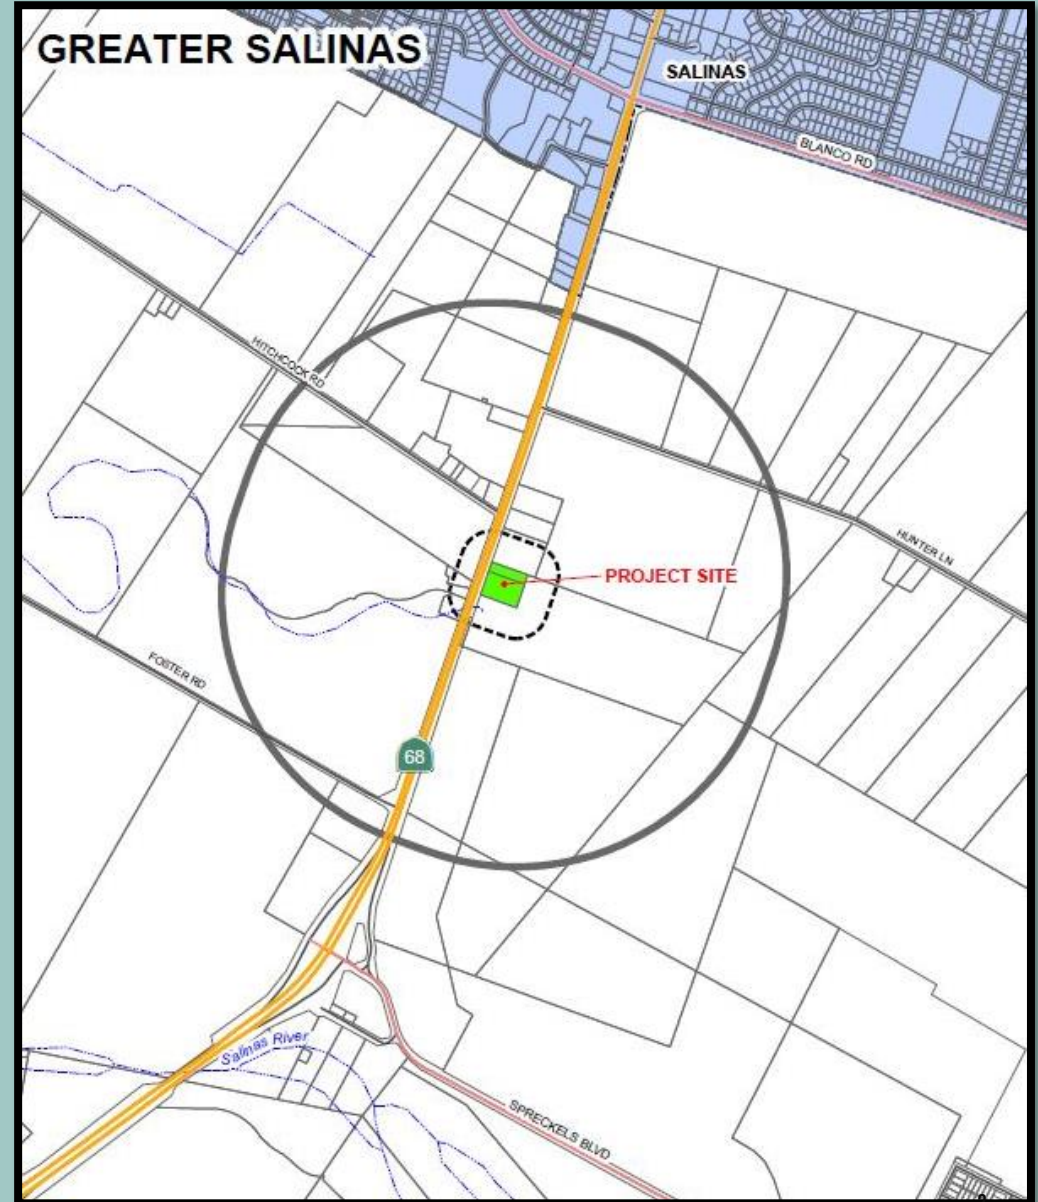 GREATER SALINAS
SALINAS
BLANCO RD
HITCHCOCK RD
HUNTER LN
PROJECT SITE
FOSTER RD
68
Salinas River
SPRECKELS BLVD